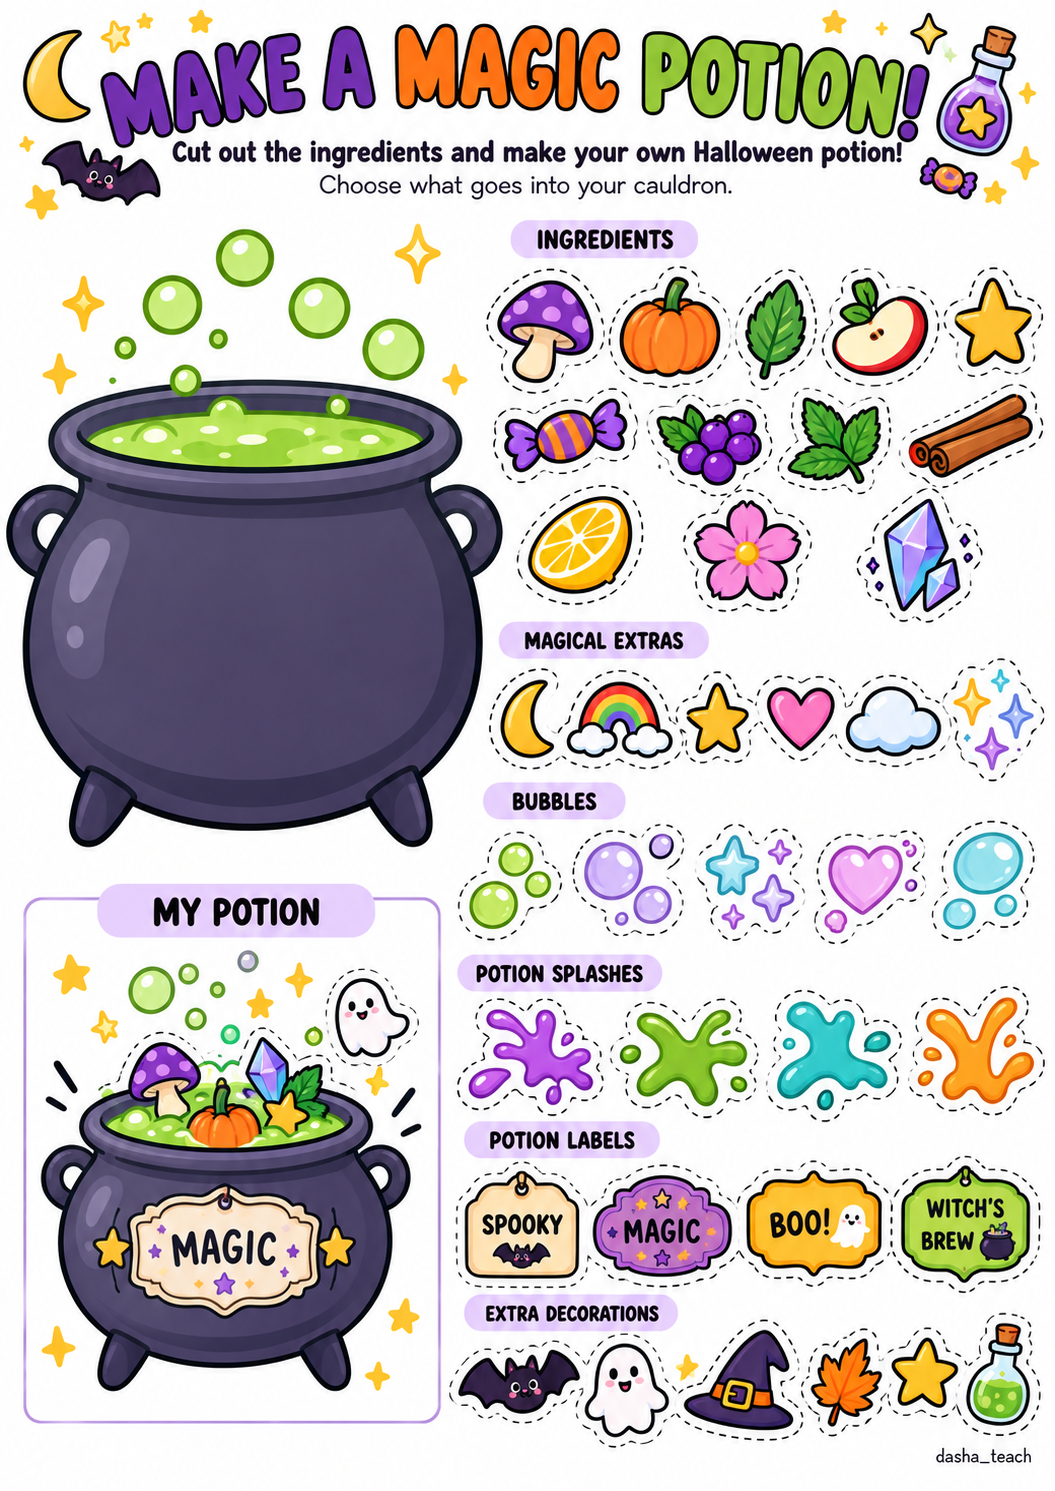 MAKE A MAGIC POTION!
Cut out the ingredients and make your own Halloween potion!
Choose what goes into your cauldron.
INGREDIENTS
MAGICAL EXTRAS
BUBBLES
MY POTION
MAGIC
POTION SPLASHES
POTION LABELS
SPOOKY
MAGIC
BOO!
WITCH'S
BREW
EXTRA DECORATIONS
dasha_teach